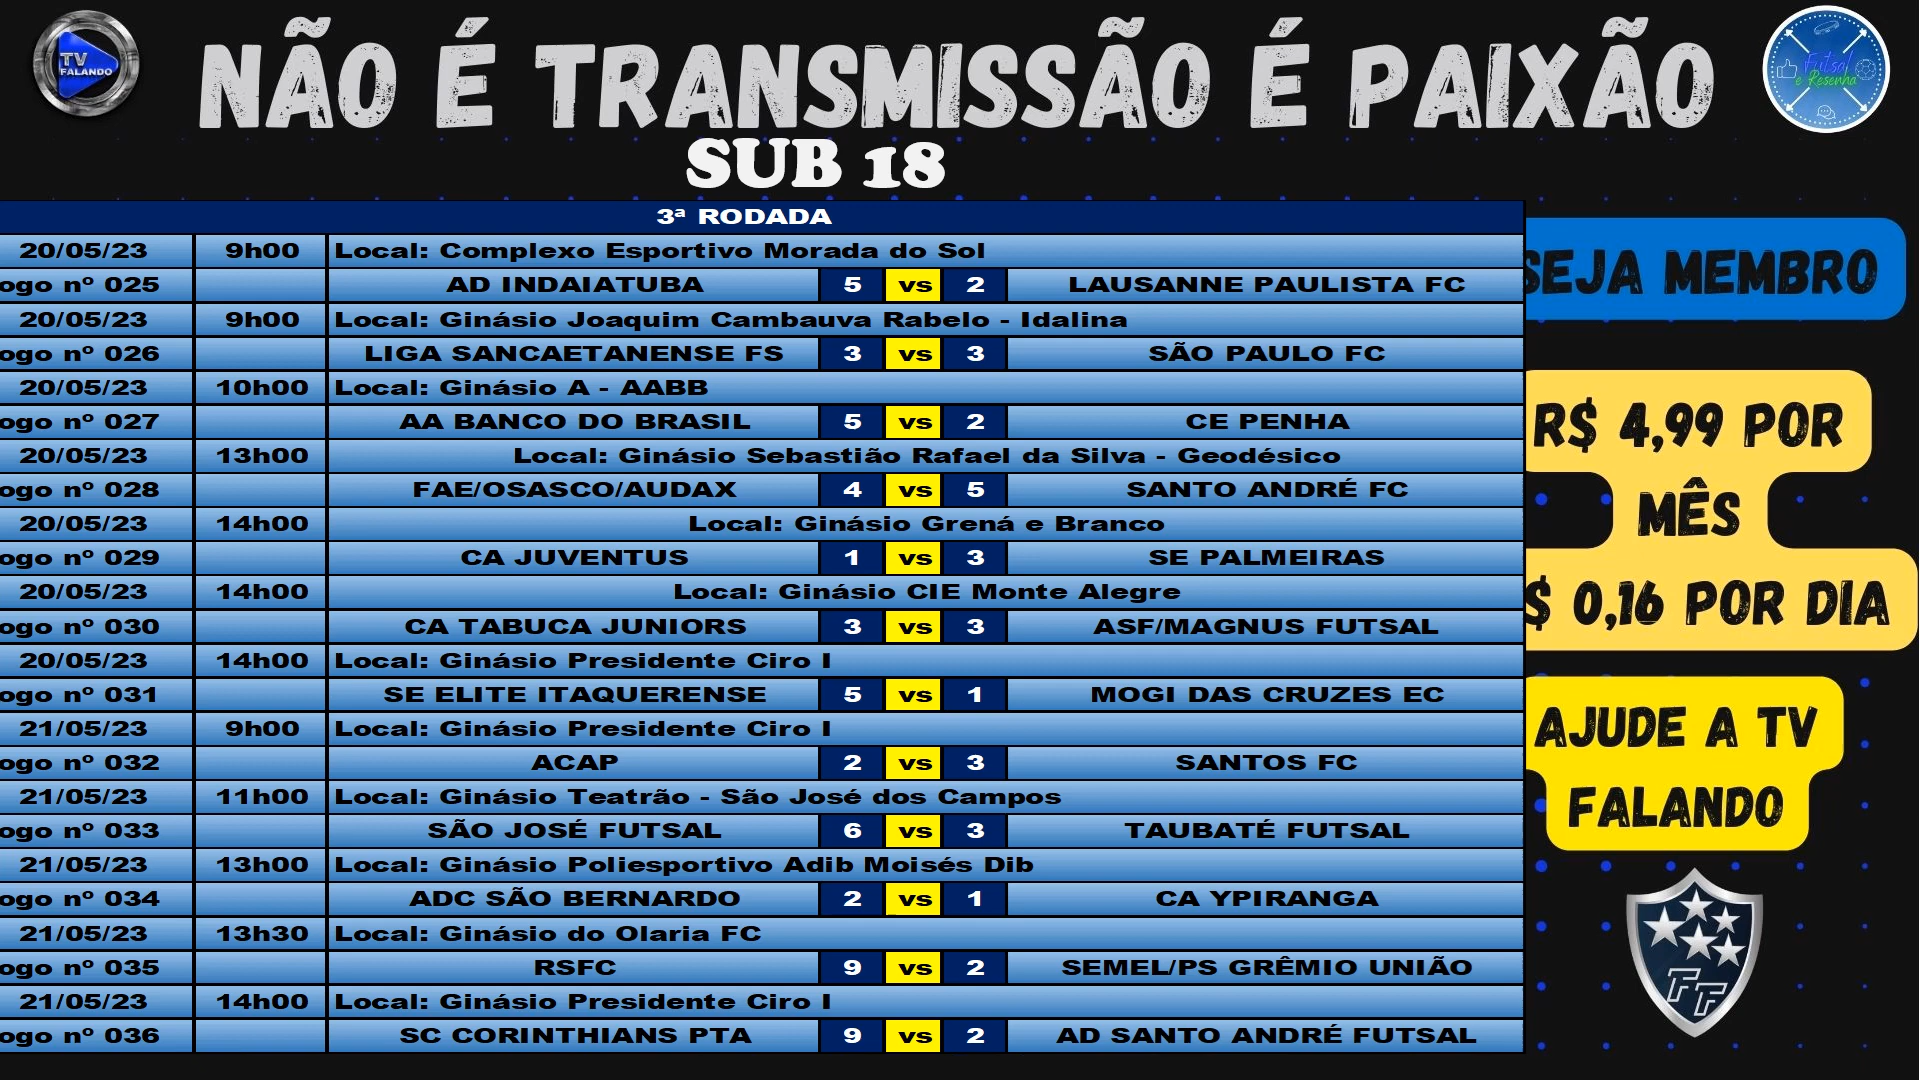 TV
FALANDO
NÃO É TRANSMISSÃO É PAIXÃO
Futsal
e Resenha
SUB 18
3ª RODADA
20/05/23 9h00 Local: Complexo Esportivo Morada do Sol
ogo nº 025 AD INDAIATUBA 5 vs 2 LAUSANNE PAULISTA FC
20/05/23 9h00 Local: Ginásio Joaquim Cambauva Rabelo - Idalina
ogo nº 026 LIGA SANCAETANENSE FS 3 vs 3 SÃO PAULO FC
20/05/23 10h00 Local: Ginásio A - AABB
ogo nº 027 AA BANCO DO BRASIL 5 vs 2 CE PENHA
20/05/23 13h00 Local: Ginásio Sebastião Rafael da Silva - Geodésico
ogo nº 028 FAE/OSASCO/AUDAX 4 vs 5 SANTO ANDRÉ FC
20/05/23 14h00 Local: Ginásio Grená e Branco
ogo nº 029 CA JUVENTUS 1 vs 3 SE PALMEIRAS
20/05/23 14h00 Local: Ginásio CIE Monte Alegre
ogo nº 030 CA TABUCA JUNIORS 3 vs 3 ASF/MAGNUS FUTSAL
20/05/23 14h00 Local: Ginásio Presidente Ciro I
ogo nº 031 SE ELITE ITAQUERENSE 5 vs 1 MOGI DAS CRUZES EC
21/05/23 9h00 Local: Ginásio Presidente Ciro I
ogo nº 032 ACAP 2 vs 3 SANTOS FC
21/05/23 11h00 Local: Ginásio Teatrão - São José dos Campos
ogo nº 033 SÃO JOSÉ FUTSAL 6 vs 3 TAUBATÉ FUTSAL
21/05/23 13h00 Local: Ginásio Poliesportivo Adib Moisés Dib
ogo nº 034 ADC SÃO BERNARDO 2 vs 1 CA YPIRANGA
21/05/23 13h30 Local: Ginásio do Olaria FC
ogo nº 035 RSFC 9 vs 2 SEMEL/PS GRÊMIO UNIÃO
21/05/23 14h00 Local: Ginásio Presidente Ciro I
ogo nº 036 SC CORINTHIANS PTA 9 vs 2 AD SANTO ANDRÉ FUTSAL
SEJA MEMBRO
R$ 4,99 POR
MÊS
$ 0,16 POR DIA
AJUDE A TV
FALANDO
FF